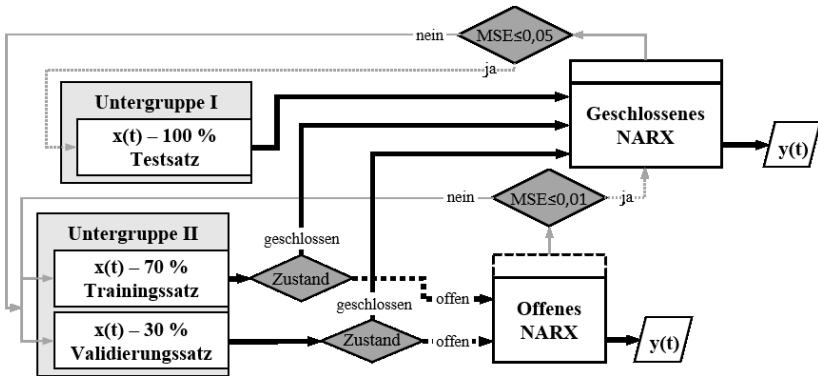 nein
MSE≤0,05
ja
Untergruppe I
x(t) – 100 %
Testsatz
Geschlossenes
NARX
y(t)
nein
MSE≤0,01
ja
Untergruppe II
geschlossen
x(t) – 70 %
Trainingssatz
Zustand
geschlossen
offen
x(t) – 30 %
Validierungssatz
Zustand
offen
Offenes
NARX
y(t)